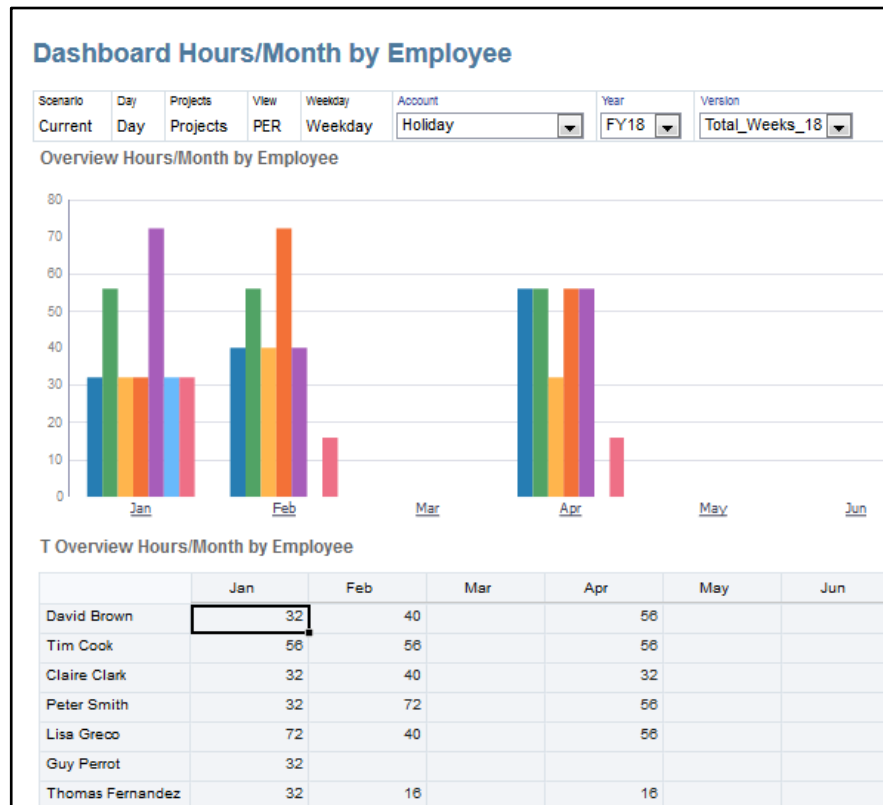 Dashboard Hours/Month by Employee
Scenario Day Projects View Weekday Account Year Version
Current Day Projects PER Weekday Holiday FY18 Total_Weeks_18
Overview Hours/Month by Employee
80
70
60
50
40
30
20
10
0
Jan Feb Mar Apr May Jun
T Overview Hours/Month by Employee
Jan Feb Mar Apr May Jun
David Brown 32 40 56
Tim Cook 56 56 56
Claire Clark 32 40 32
Peter Smith 32 72 56
Lisa Greco 72 40 56
Guy Perrot 32
Thomas Fernandez 32 16 16